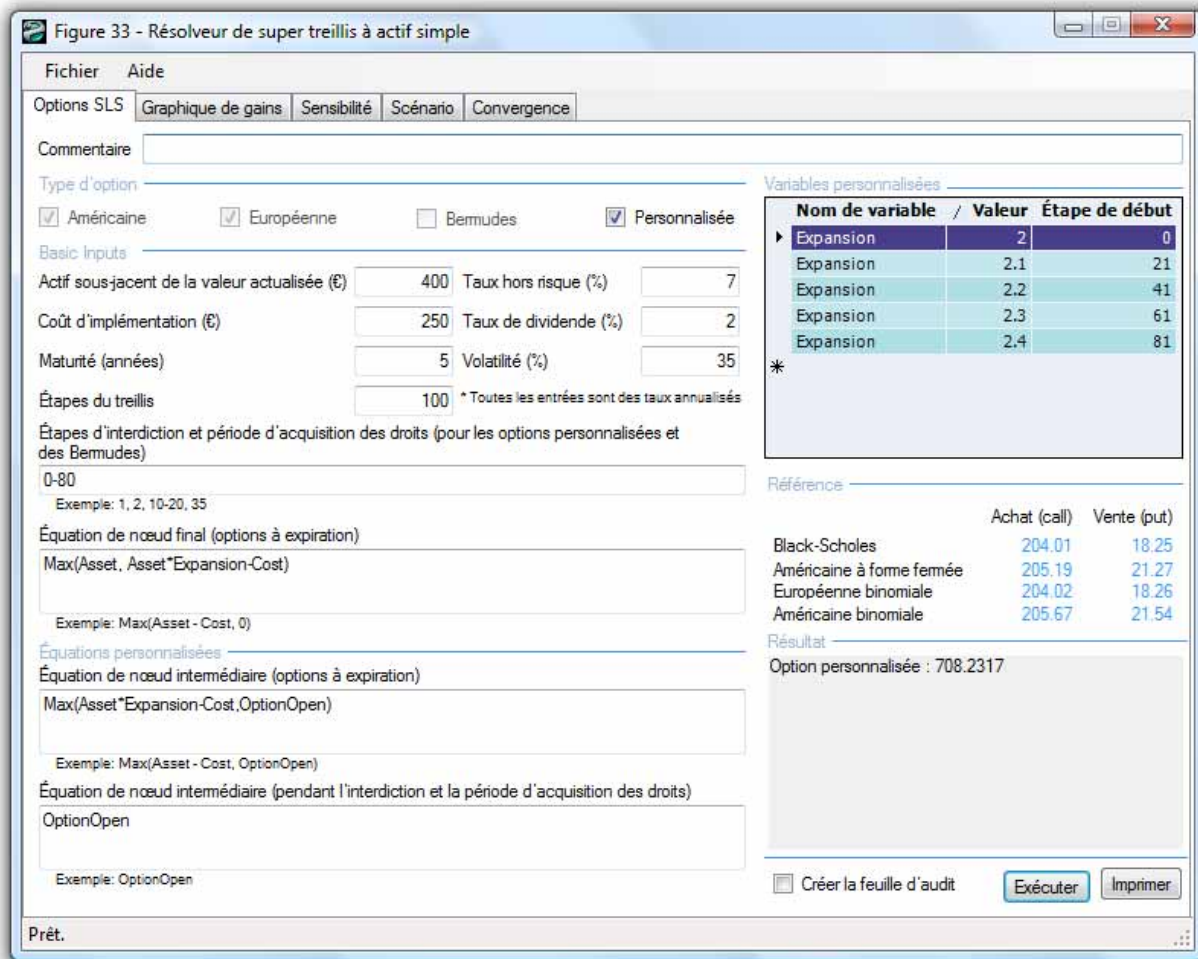 Figure 33 - Résolveur de super treillis à actif simple
Fichier Aide
Options SLS Graphique de gains Sensibilité Scénario Convergence
Commentaire
Type d'option
Américaine Européenne Bermudes Personnalisée
Basic Inputs
Actif sous-jacent de la valeur actualisée (€) 400 Taux hors risque (%) 7
Coût d'implémentation (€) 250 Taux de dividende (%) 2
Maturité (années) 5 Volatilité (%) 35
Étapes du treillis 100 * Toutes les entrées sont des taux annualisés
Étapes d'interdiction et période d'acquisition des droits (pour les options personnalisées et
des Bermudes)
0-80
Exemple: 1, 2, 10-20, 35
Équation de nœud final (options à expiration)
Max(Asset, Asset*Expansion-Cost)
Exemple: Max(Asset - Cost, 0)
Équations personnalisées
Équation de nœud intermédiaire (options à expiration)
Max(Asset*Expansion-Cost,OptionOpen)
Exemple: Max(Asset - Cost, OptionOpen)
Équation de nœud intermédiaire (pendant l'interdiction et la période d'acquisition des droits)
OptionOpen
Exemple: OptionOpen
Variables personnalisées
Nom de variable / Valeur Étape de début
Expansion 2 0
Expansion 2.1 21
Expansion 2.2 41
Expansion 2.3 61
Expansion 2.4 81
*
Référence
Achat (call) Vente (put)
Black-Scholes 204.01 18.25
Américaine à forme fermée 205.19 21.27
Européenne binomiale 204.02 18.26
Américaine binomiale 205.67 21.54
Résultat
Option personnalisée : 708.2317
Créer la feuille d'audit Exécuter Imprimer
Prêt.